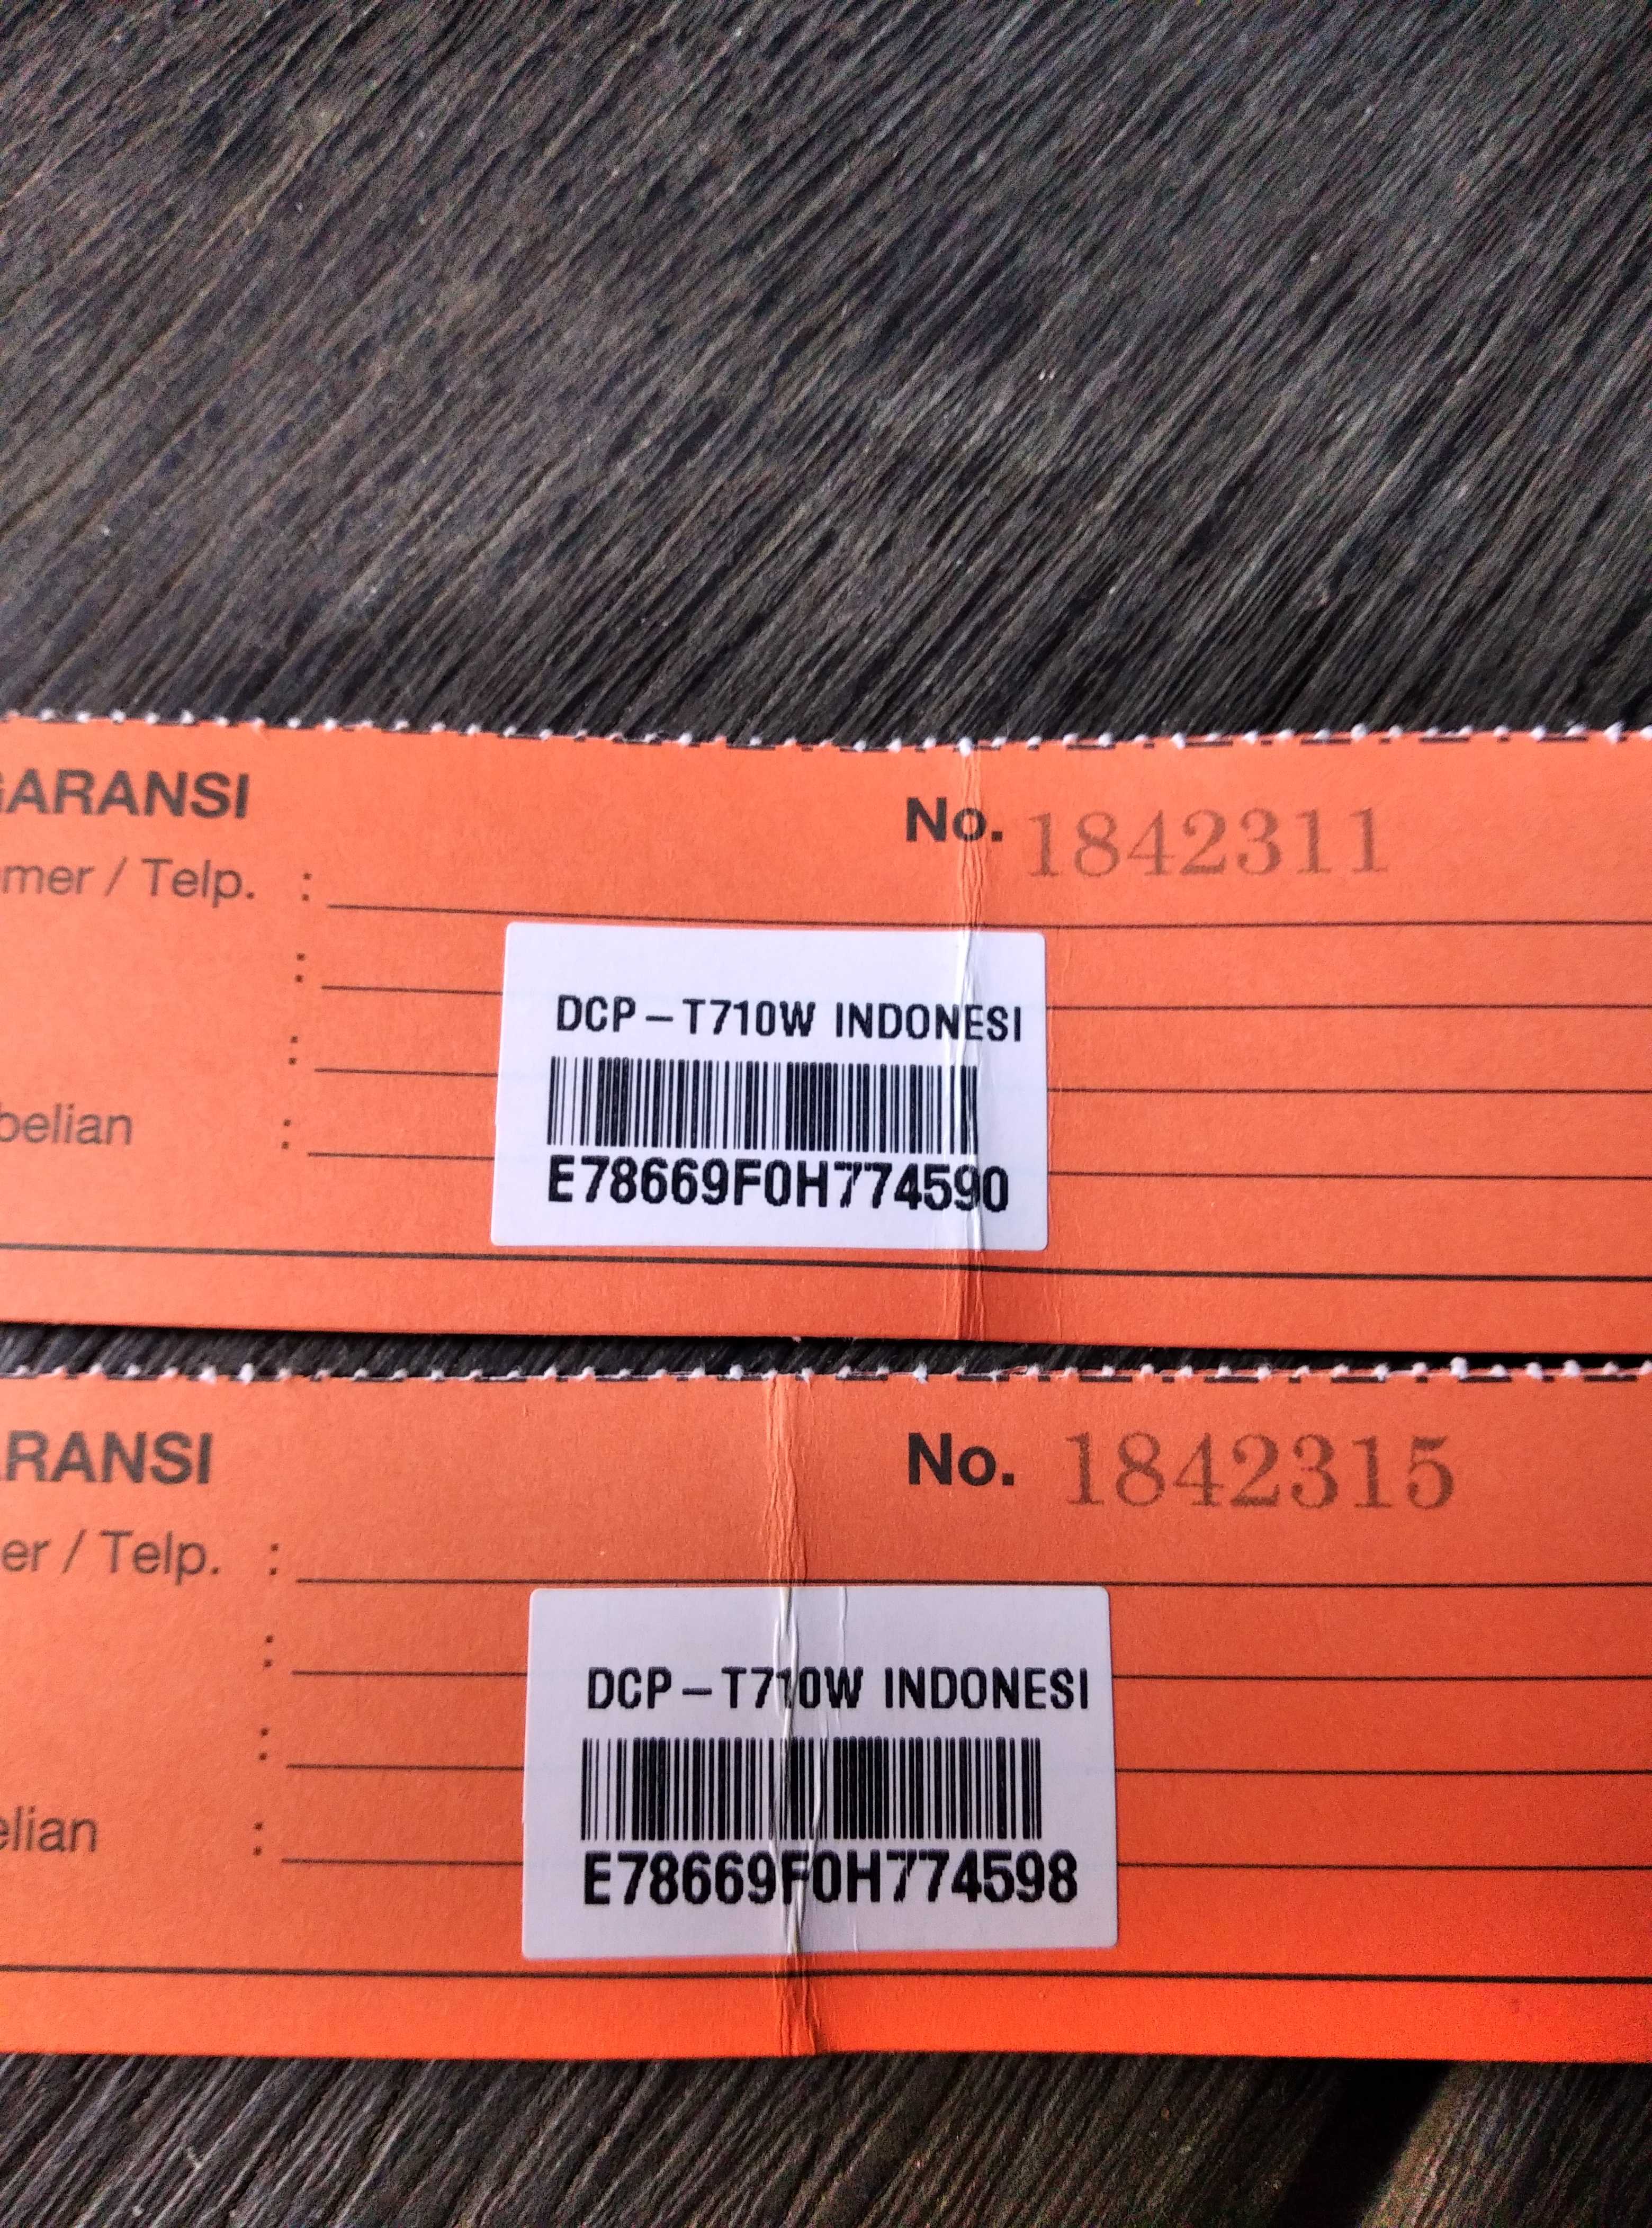 GARANSI No. 1842311
mer / Telp. :
:
:
belian :
DCP-T710W INDONESI
E78669F0H774590
RANSI No. 1842315
er / Telp. :
:
:
elian :
DCP-T710W INDONESI
E78669F0H774598